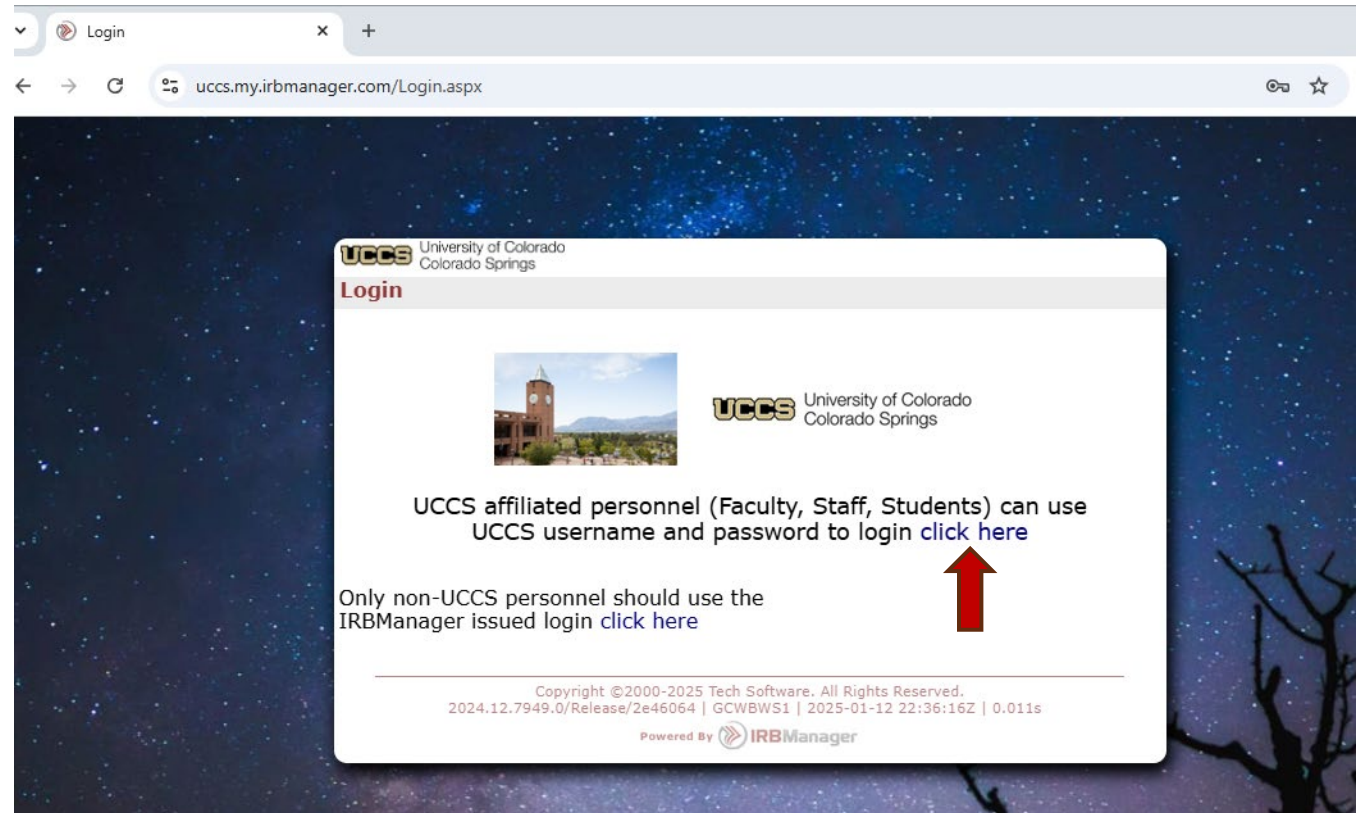 Login
uccs.my.irbmanager.com/Login.aspx
UCCS University of Colorado
Colorado Springs
Login
UCCS University of Colorado
Colorado Springs
UCCS affiliated personnel (Faculty, Staff, Students) can use
UCCS username and password to login click here
Only non-UCCS personnel should use the
IRBManager issued login click here
Copyright ©2000-2025 Tech Software. All Rights Reserved.
2024.12.7949.0/Release/2e46064 | GCWBWS1 | 2025-01-12 22:36:16Z | 0.011s
Powered By IRBManager